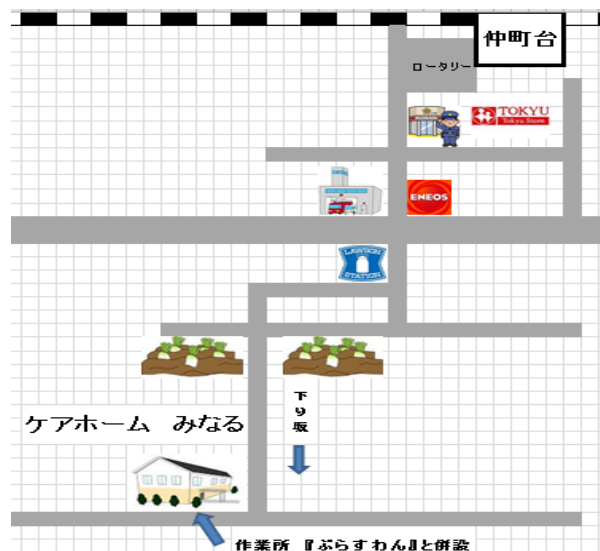 仲町台
ロータリー
TOKYU
Tokyu Store
ENEOS
LAWSON
STATION
下り坂
ケアホーム　みなる
作業所 『ぷらすわん』と併設